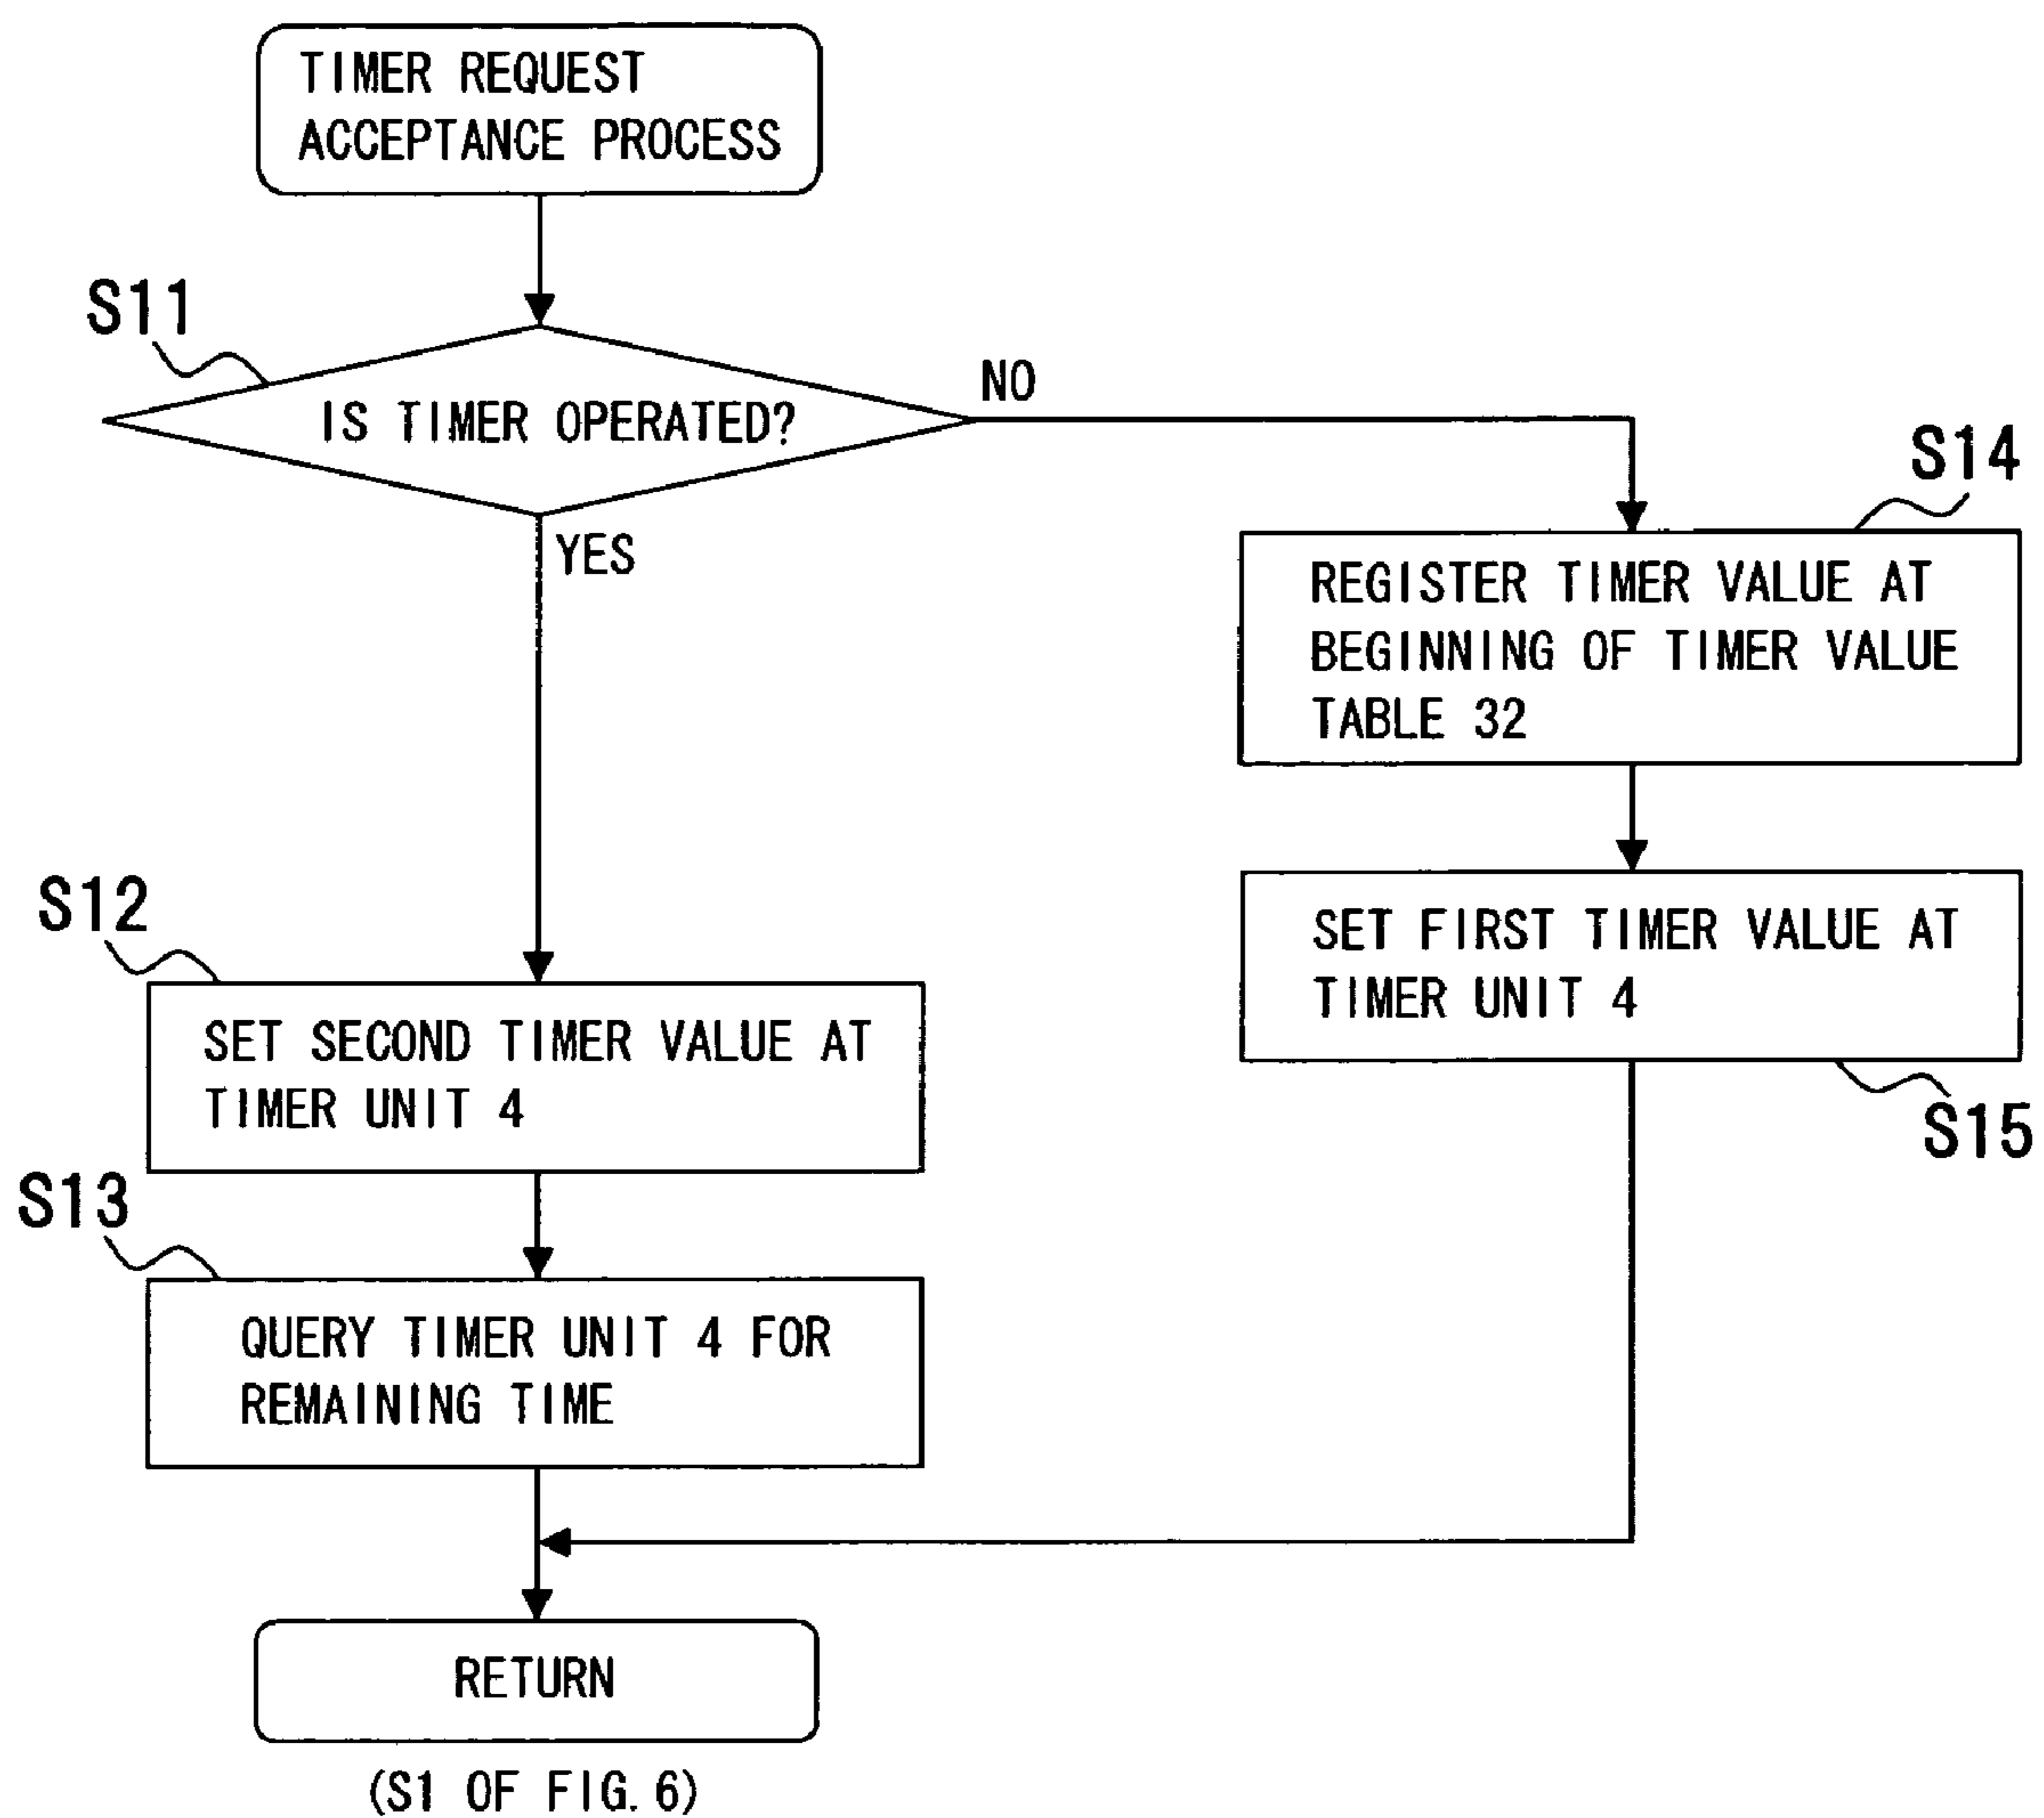 TIMER REQUEST
ACCEPTANCE PROCESS
S11
IS TIMER OPERATED?
NO
YES
S14
REGISTER TIMER VALUE AT
BEGINNING OF TIMER VALUE
TABLE 32
S12
SET SECOND TIMER VALUE AT
TIMER UNIT 4
SET FIRST TIMER VALUE AT
TIMER UNIT 4
S15
S13
QUERY TIMER UNIT 4 FOR
REMAINING TIME
RETURN
(S1 OF FIG. 6)